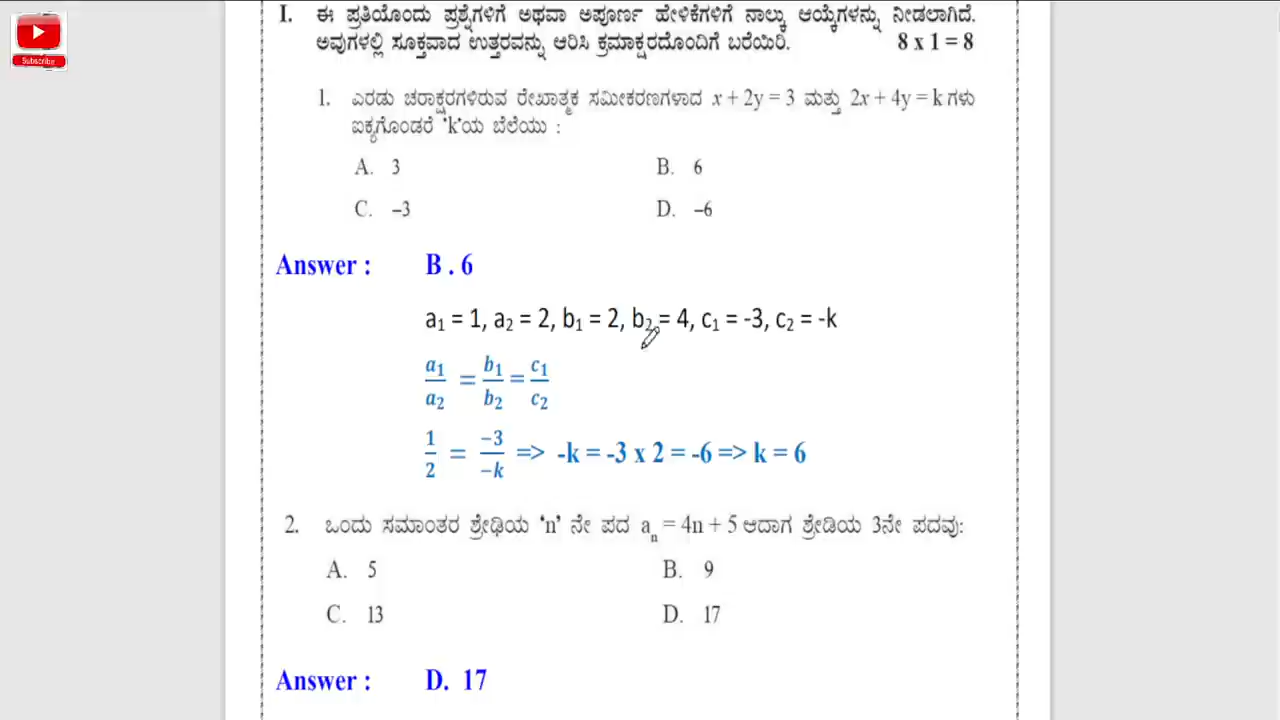 Subscribe
I. ಈ ಪ್ರತಿಯೊಂದು ಪ್ರಶ್ನೆಗಳಿಗೆ ಅಥವಾ ಅಪೂರ್ಣ ಹೇಳಿಕೆಗಳಿಗೆ ನಾಲ್ಕು ಆಯ್ಕೆಗಳನ್ನು ನೀಡಲಾಗಿದೆ.
ಅವುಗಳಲ್ಲಿ ಸೂಕ್ತವಾದ ಉತ್ತರವನ್ನು ಆರಿಸಿ ಕ್ರಮಾಕ್ಷರದೊಂದಿಗೆ ಬರೆಯಿರಿ. 8 x 1 = 8
1. ಎರಡು ಚರಾಕ್ಷರಗಳಿರುವ ರೇಖಾತ್ಮಕ ಸಮೀಕರಣಗಳಾದ x + 2y = 3 ಮತ್ತು 2x + 4y = k ಗಳು
ಐಕ್ಯಗೊಂಡರೆ 'k'ಯ ಬೆಲೆಯು :
A. 3 B. 6
C. –3 D. –6
Answer : B . 6
a₁ = 1, a₂ = 2, b₁ = 2, b₂ = 4, c₁ = -3, c₂ = -k
a₁/a₂ = b₁/b₂ = c₁/c₂
1/2 = −3/−k => -k = -3 x 2 = -6 => k = 6
2. ಒಂದು ಸಮಾಂತರ ಶ್ರೇಢಿಯ 'n' ನೇ ಪದ aₙ = 4n + 5 ಆದಾಗ ಶ್ರೇಡಿಯ 3ನೇ ಪದವು:
A. 5 B. 9
C. 13 D. 17
Answer : D. 17